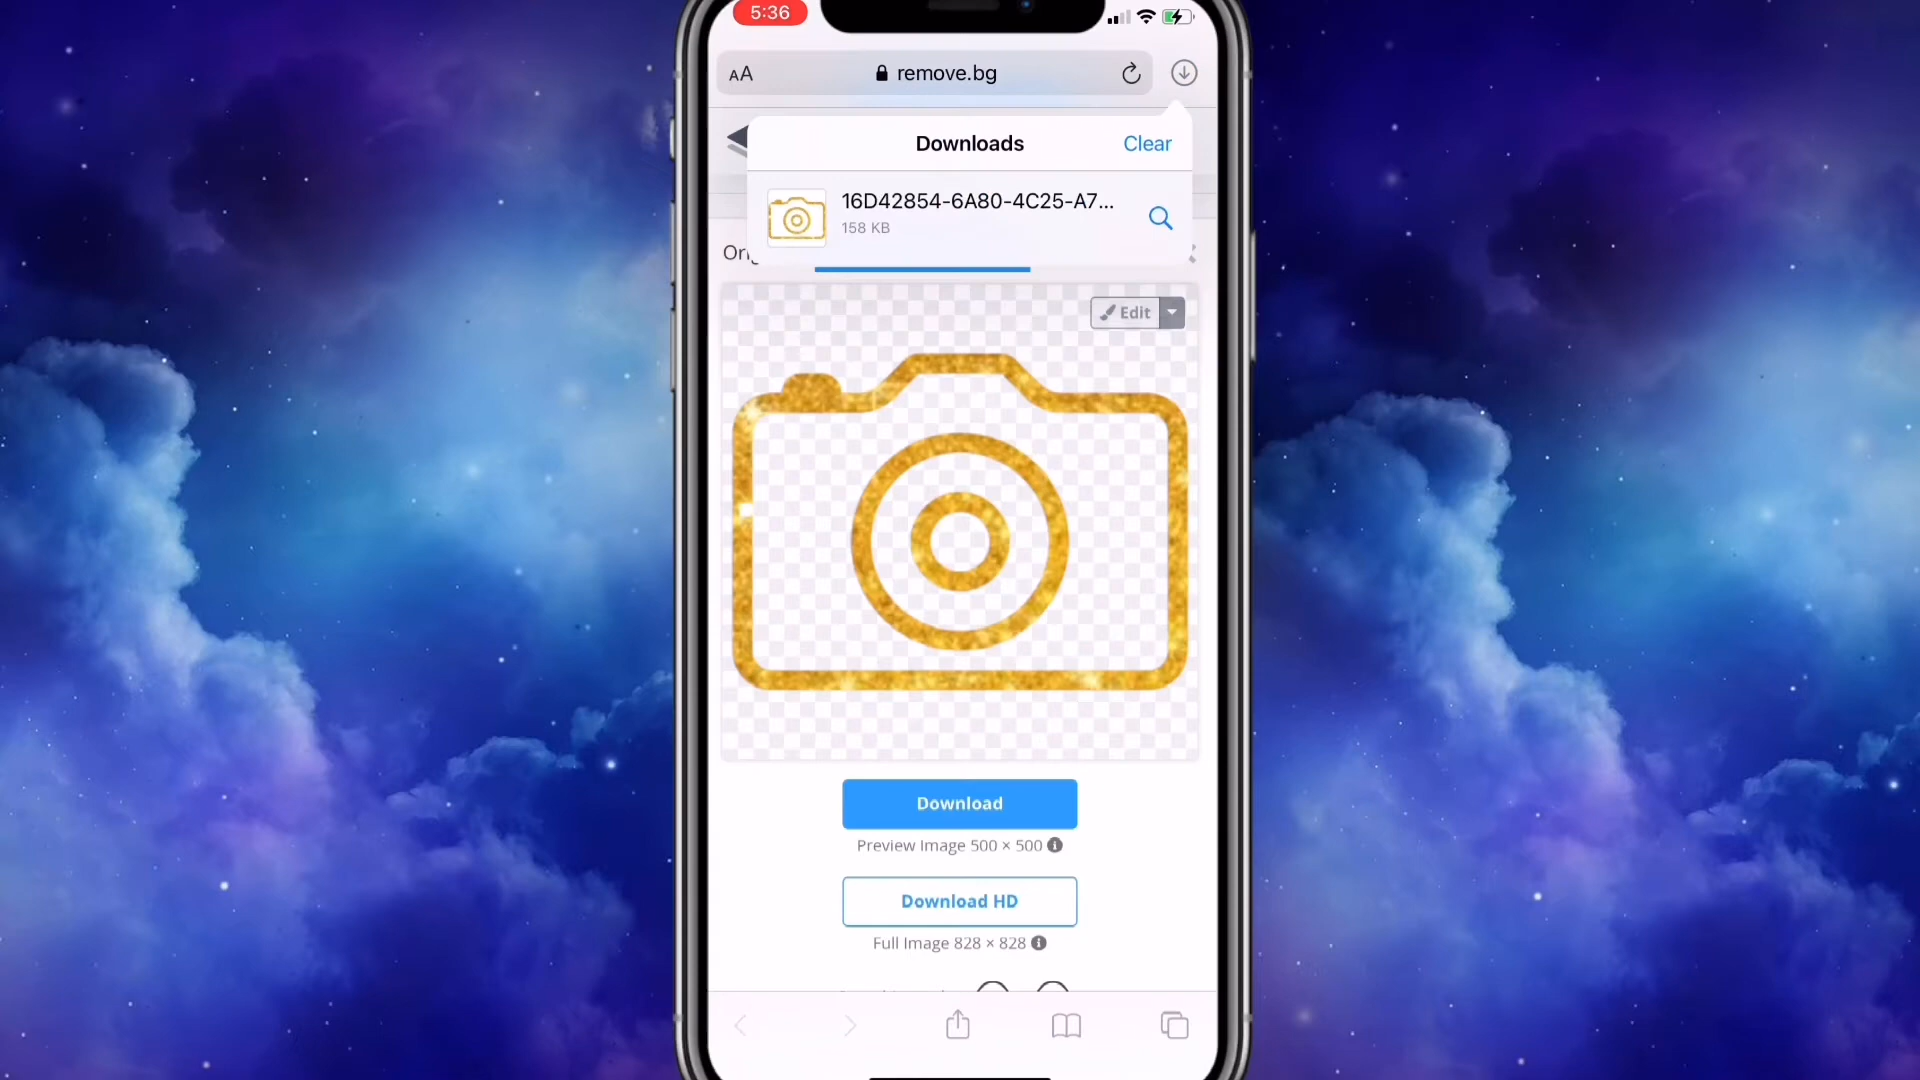 5:36
AA
remove.bg
Downloads
Clear
16D42854-6A80-4C25-A7...
158 KB
Edit
Download
Preview Image 500 × 500
Download HD
Full Image 828 × 828